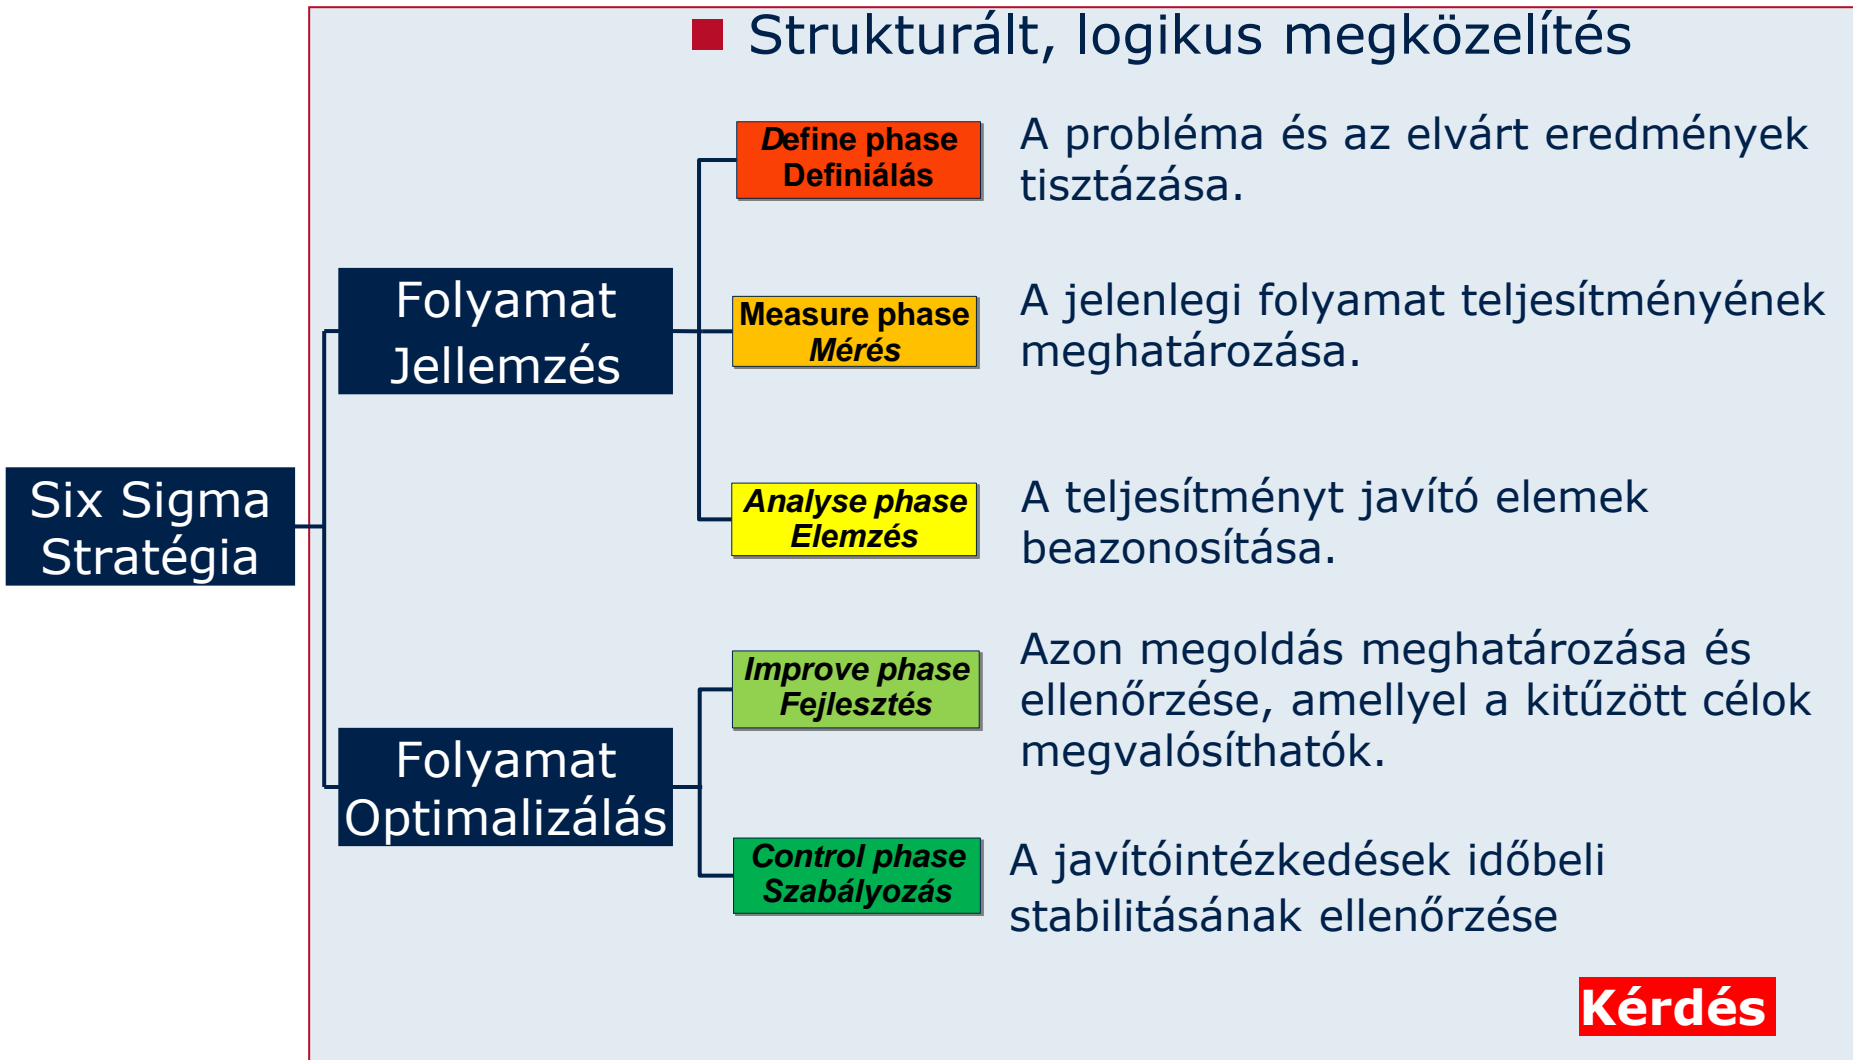 Strukturált, logikus megközelítés
Six Sigma
Stratégia
Folyamat
Jellemzés
Define phase
Definiálás
A probléma és az elvárt eredmények
tisztázása.
Measure phase
Mérés
A jelenlegi folyamat teljesítményének
meghatározása.
Analyse phase
Elemzés
A teljesítményt javító elemek
beazonosítása.
Folyamat
Optimalizálás
Improve phase
Fejlesztés
Azon megoldás meghatározása és
ellenőrzése, amellyel a kitűzött célok
megvalósíthatók.
Control phase
Szabályozás
A javítóintézkedések időbeli
stabilitásának ellenőrzése
Kérdés